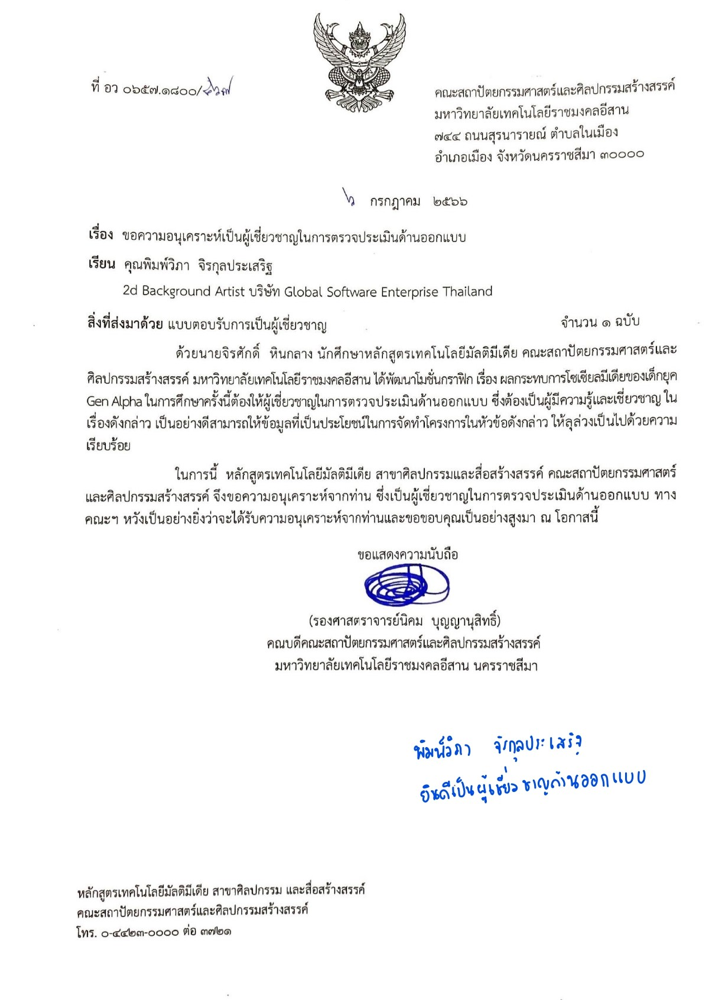 ที่ อว ๐๖๕๗.๑๘๐๐/
คณะสถาปัตยกรรมศาสตร์และศิลปกรรมสร้างสรรค์
มหาวิทยาลัยเทคโนโลยีราชมงคลอีสาน
๗๔๔ ถนนสุรนารายณ์ ตำบลในเมือง
อำเภอเมือง จังหวัดนครราชสีมา ๓๐๐๐๐
๖ กรกฎาคม ๒๕๖๖
เรื่อง ขอความอนุเคราะห์เป็นผู้เชี่ยวชาญในการตรวจประเมินด้านออกแบบ
เรียน คุณพิมพ์วิภา จิรกุลประเสริฐ
2d Background Artist บริษัท Global Software Enterprise Thailand
สิ่งที่ส่งมาด้วย แบบตอบรับการเป็นผู้เชี่ยวชาญ จำนวน ๑ ฉบับ
ด้วยนายจิรศักดิ์ หินกลาง นักศึกษาหลักสูตรเทคโนโลยีมัลติมีเดีย คณะสถาปัตยกรรมศาสตร์และ
ศิลปกรรมสร้างสรรค์ มหาวิทยาลัยเทคโนโลยีราชมงคลอีสาน ได้พัฒนาโมชั่นกราฟิก เรื่อง ผลกระทบการโซเชียลมีเดียของเด็กยุค
Gen Alpha ในการศึกษาครั้งนี้ต้องให้ผู้เชี่ยวชาญในการตรวจประเมินด้านออกแบบ ซึ่งต้องเป็นผู้มีความรู้และเชี่ยวชาญ ใน
เรื่องดังกล่าว เป็นอย่างดีสามารถให้ข้อมูลที่เป็นประโยชน์ในการจัดทำโครงการในหัวข้อดังกล่าว ให้ลุล่วงเป็นไปด้วยความ
เรียบร้อย
ในการนี้ หลักสูตรเทคโนโลยีมัลติมีเดีย สาขาศิลปกรรมและสื่อสร้างสรรค์ คณะสถาปัตยกรรมศาสตร์
และศิลปกรรมสร้างสรรค์ จึงขอความอนุเคราะห์จากท่าน ซึ่งเป็นผู้เชี่ยวชาญในการตรวจประเมินด้านออกแบบ ทาง
คณะฯ หวังเป็นอย่างยิ่งว่าจะได้รับความอนุเคราะห์จากท่านและขอขอบคุณเป็นอย่างสูงมา ณ โอกาสนี้
ขอแสดงความนับถือ
(รองศาสตราจารย์นิคม บุญญานุสิทธิ์)
คณบดีคณะสถาปัตยกรรมศาสตร์และศิลปกรรมสร้างสรรค์
มหาวิทยาลัยเทคโนโลยีราชมงคลอีสาน นครราชสีมา
พิมพ์วิภา จิรกุลประเสริฐ
ยินดีเป็นผู้เชี่ยวชาญด้านออกแบบ
หลักสูตรเทคโนโลยีมัลติมีเดีย สาขาศิลปกรรม และสื่อสร้างสรรค์
คณะสถาปัตยกรรมศาสตร์และศิลปกรรมสร้างสรรค์
โทร. ๐-๔๔๒๓-๐๐๐๐ ต่อ ๓๗๒๑